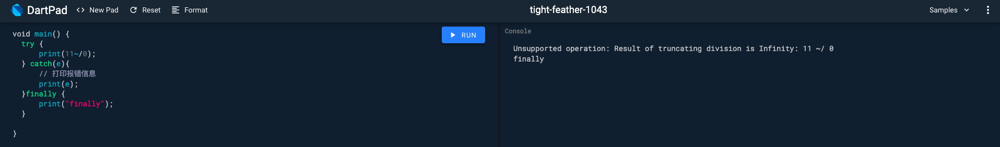 DartPad <> New Pad Reset Format tight-feather-1043 Samples
RUN
void main() {
  try {
      print(11~/0);
  } catch(e){
      // 打印报错信息
      print(e);
  }finally {
      print("finally");
  }
}
Console
Unsupported operation: Result of truncating division is Infinity: 11 ~/ 0
finally